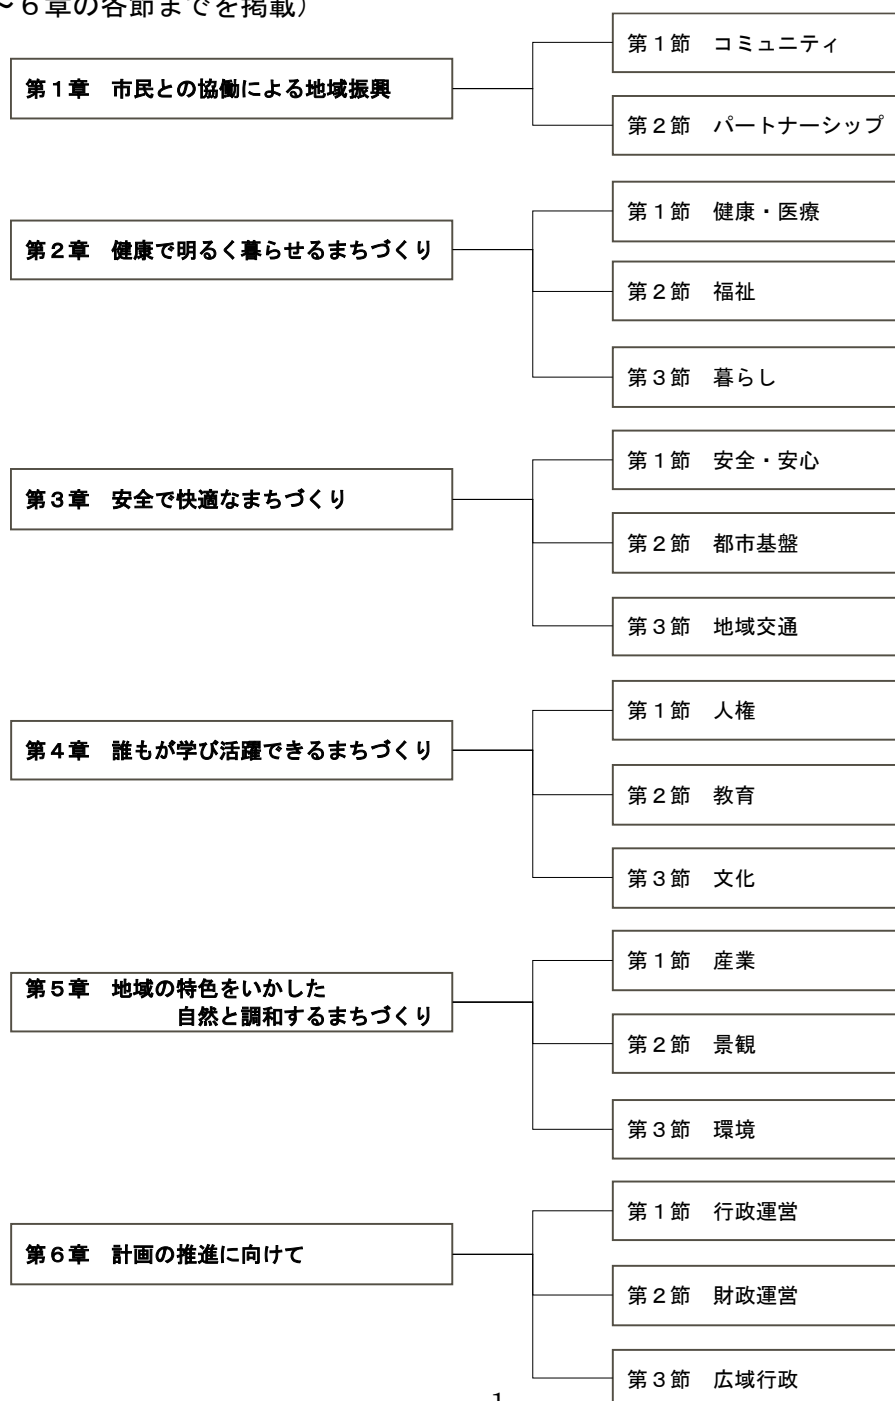 ～６章の各節までを掲載）
第１章　市民との協働による地域振興
第１節　コミュニティ
第２節　パートナーシップ
第２章　健康で明るく暮らせるまちづくり
第１節　健康・医療
第２節　福祉
第３節　暮らし
第３章　安全で快適なまちづくり
第１節　安全・安心
第２節　都市基盤
第３節　地域交通
第４章　誰もが学び活躍できるまちづくり
第１節　人権
第２節　教育
第３節　文化
第５章　地域の特色をいかした
自然と調和するまちづくり
第１節　産業
第２節　景観
第３節　環境
第６章　計画の推進に向けて
第１節　行政運営
第２節　財政運営
第３節　広域行政
1